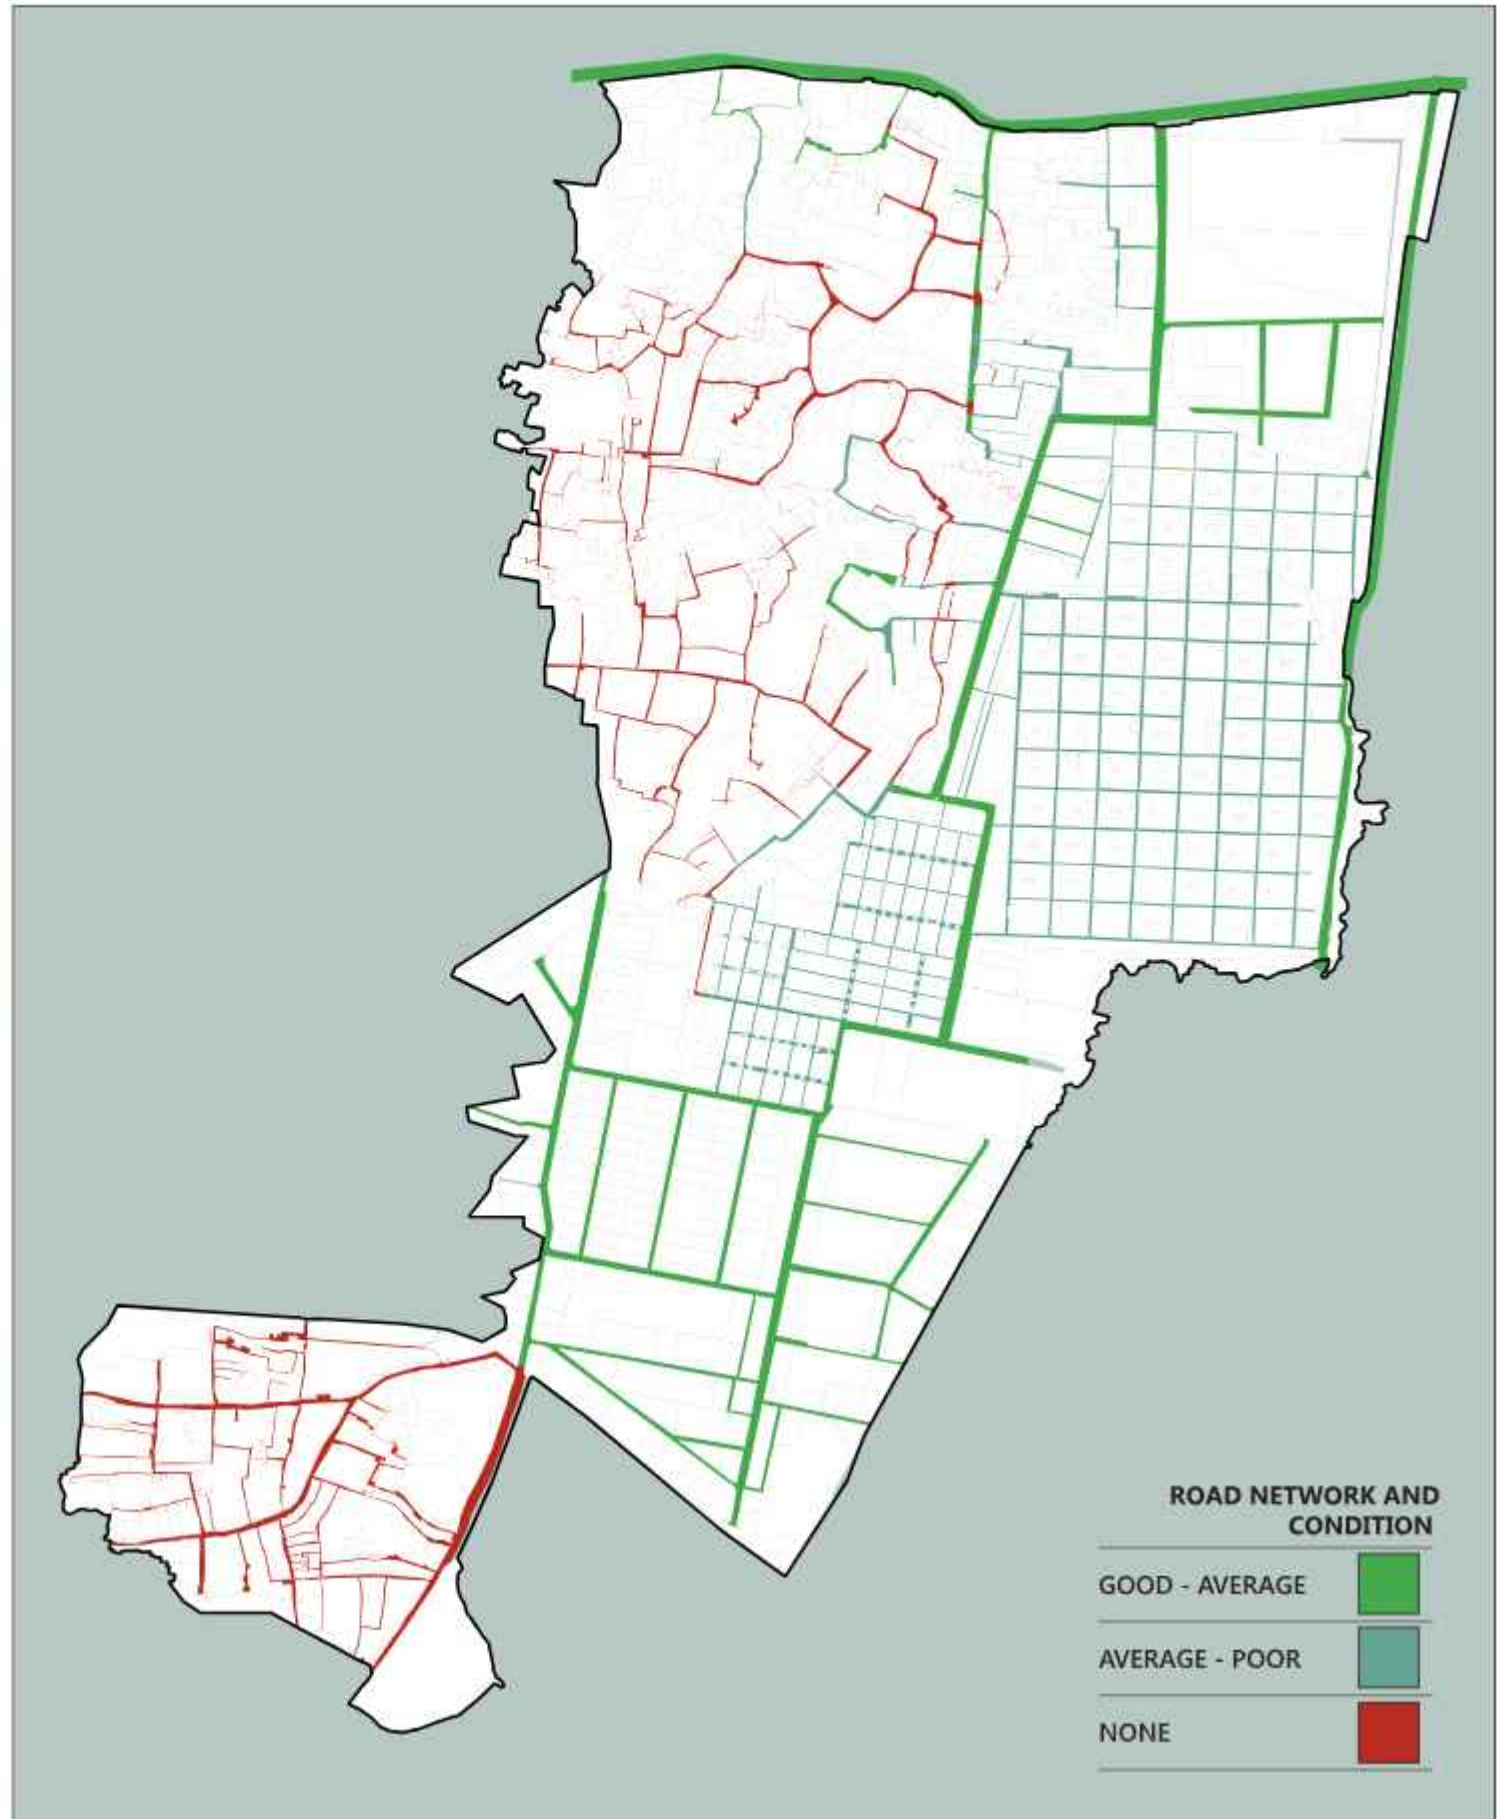 ROAD NETWORK AND
CONDITION
GOOD - AVERAGE
AVERAGE - POOR
NONE